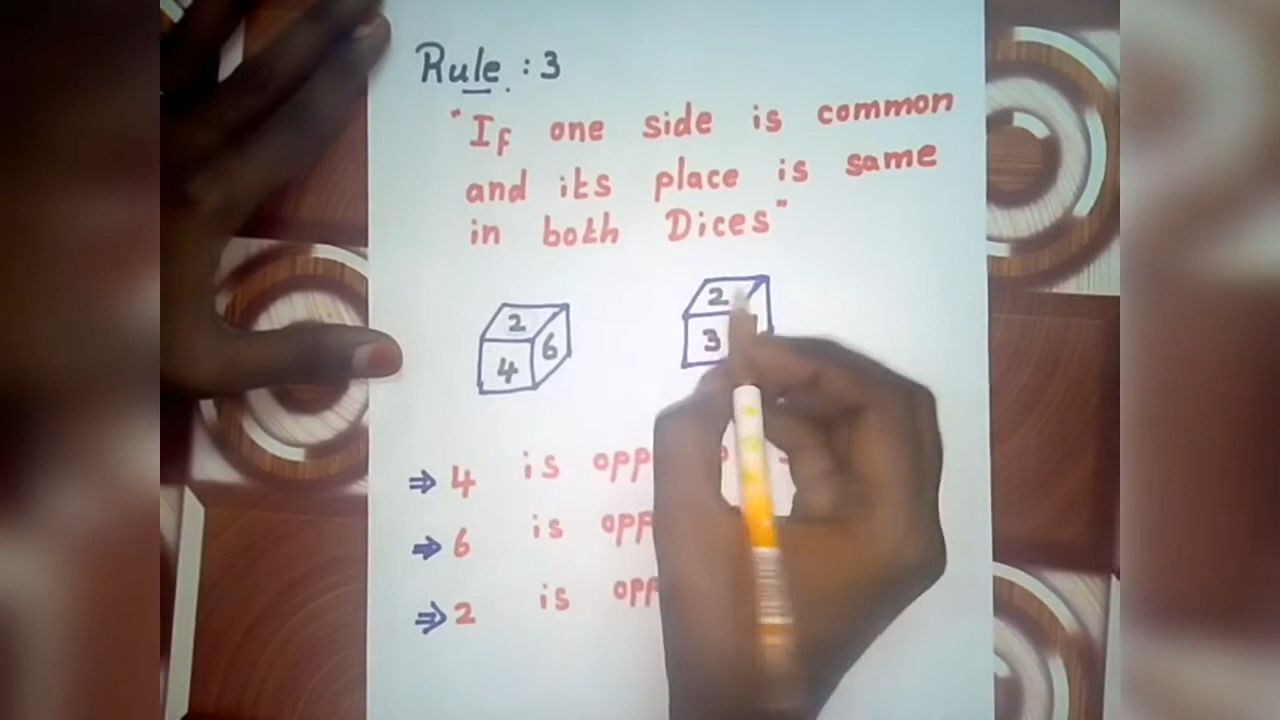 Rule : 3
"If one side is common
and its place is same
in both Dices"
2
4 6
2
3
⇒ 4 is opp
⇒ 6 is opp
⇒ 2 is opp